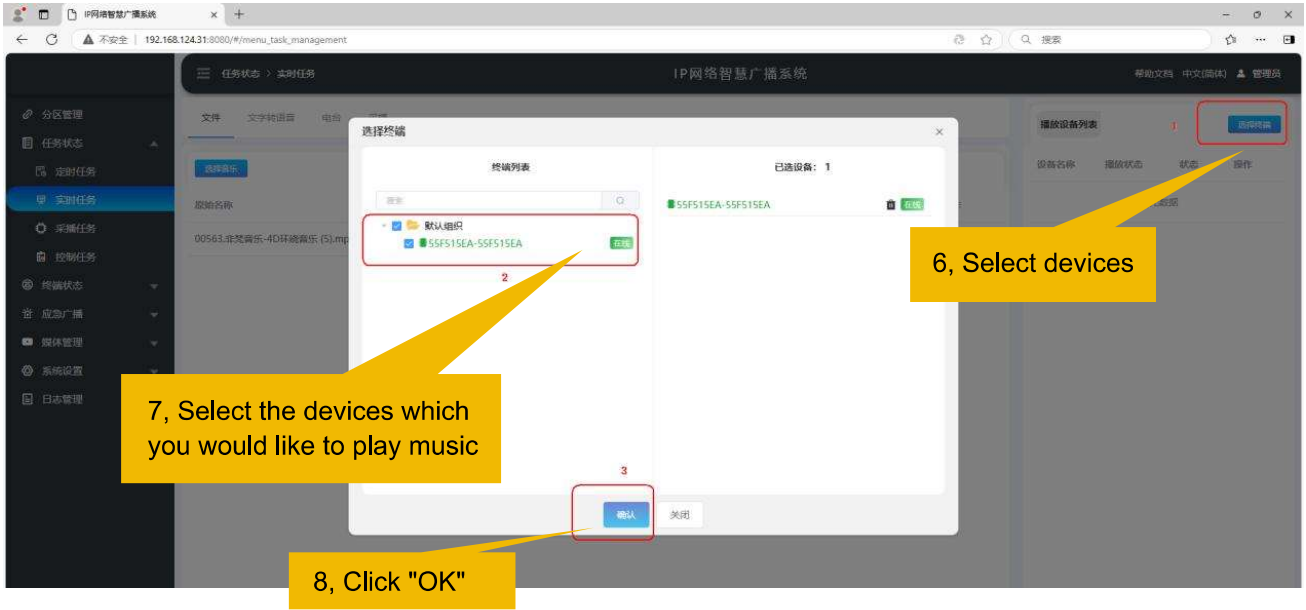 IP网络智慧广播系统
不安全 192.168.124.31:8080/#/menu_task_management
搜索
任务状态 > 实时任务
IP网络智慧广播系统
帮助文档 中文(简体) 管理员
分区管理
任务状态
定时任务
实时任务
采播任务
控制任务
终端状态
应急广播
媒体管理
系统设置
日志管理
文件 文字转语音 电台
选择音乐
原始名称
00563.非梵音乐-4D环绕音乐 (5).mp
选择终端
终端列表
搜索
默认组织
55F515EA-55F515EA 在线
2
已选设备: 1
55F515EA-55F515EA 在线
3
确认 关闭
播放设备列表 1 选择终端
设备名称 播放状态 状态 操作
数据
6, Select devices
7, Select the devices which
you would like to play music
8, Click "OK"